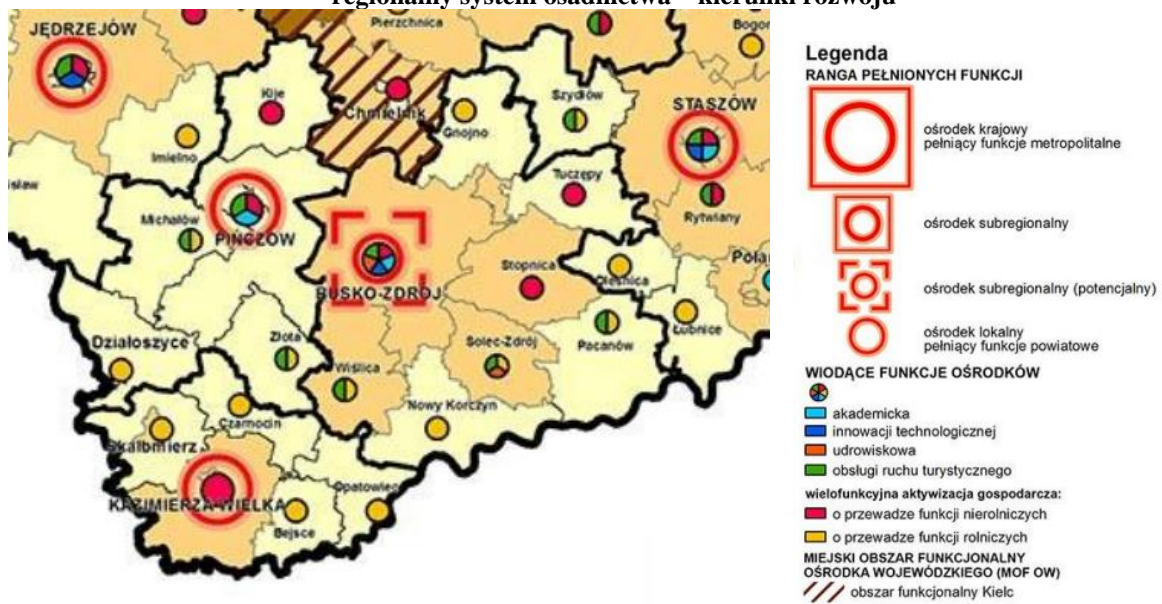 regionalny system osadnictwa – kierunki rozwoju
JĘDRZEJÓW
Pierzchnica
Kije
Chmielnik
Gnojno
Szydłów
STASZÓW
Imielno
Tuczępy
Rytwiany
Michałów
PIŃCZÓW
Stopnica
Oleśnica
BUSKO-ZDRÓJ
Łubnice
Działoszyce
Złota
Solec-Zdrój
Pacanów
Wiślica
Nowy Korczyn
Czarnocin
Skalbmierz
Opatowiec
KAZIMIERZA WIELKA
Bejsce
Legenda
RANGA PEŁNIONYCH FUNKCJI
ośrodek krajowy
pełniący funkcje metropolitalne
ośrodek subregionalny
ośrodek subregionalny (potencjalny)
ośrodek lokalny
pełniący funkcje powiatowe
WIODĄCE FUNKCJE OŚRODKÓW
akademicka
innowacji technologicznej
udrowiskowa
obsługi ruchu turystycznego
wielofunkcyjna aktywizacja gospodarcza:
o przewadze funkcji nierolniczych
o przewadze funkcji rolniczych
MIEJSKI OBSZAR FUNKCJONALNY
OŚRODKA WOJEWÓDZKIEGO (MOF OW)
obszar funkcjonalny Kielc